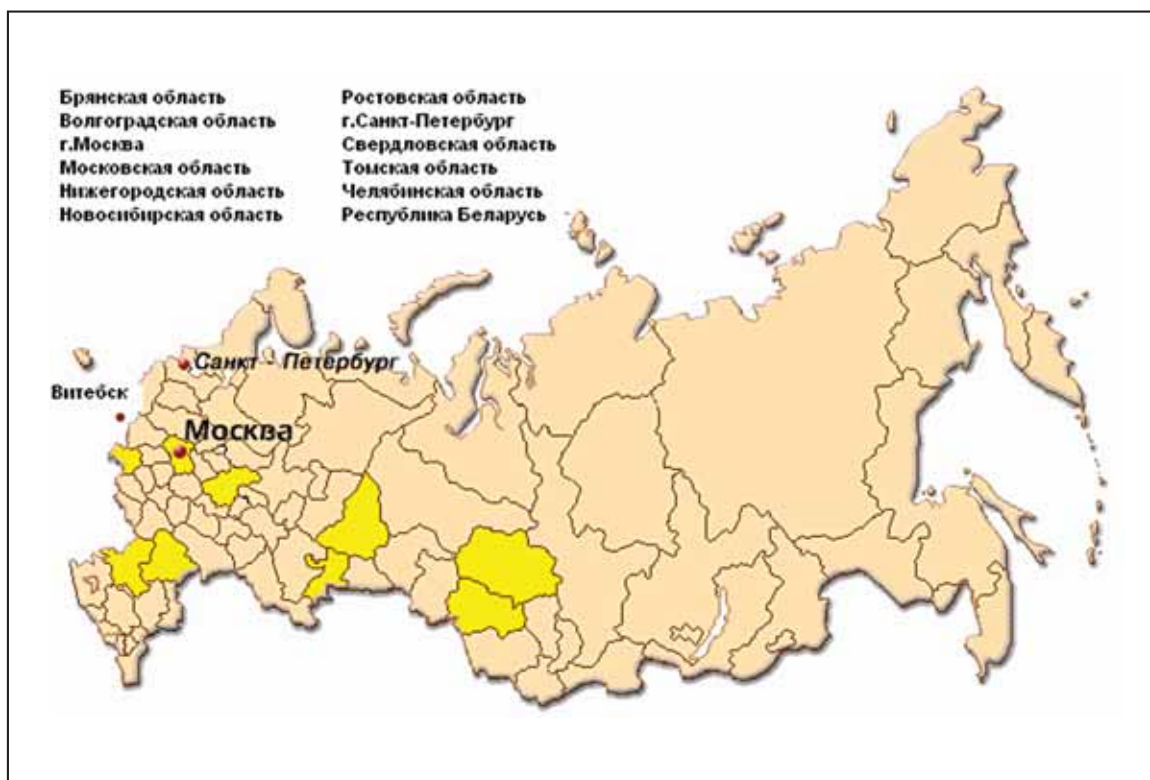 Брянская область
Волгоградская область
г.Москва
Московская область
Нижегородская область
Новосибирская область
Ростовская область
г.Санкт-Петербург
Свердловская область
Томская область
Челябинская область
Республика Беларусь
Санкт - Петербург
Витебск
Москва